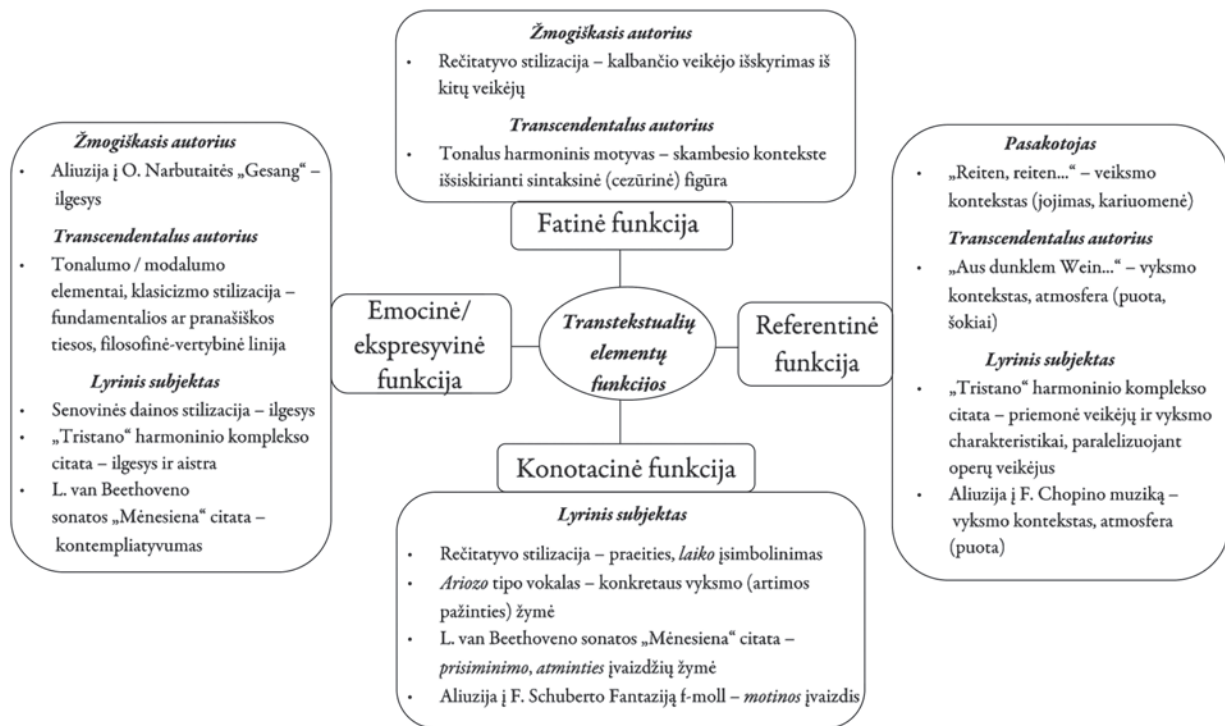 Žmogiškasis autorius
• Rečitatyvo stilizacija – kalbančio veikėjo išskyrimas iš
kitų veikėjų
Transcendentalus autorius
• Tonalus harmoninis motyvas – skambesio kontekste
išsiskirianti sintaksinė (cezūrinė) figūra
Fatinė funkcija
Žmogiškasis autorius
• Aliuzija į O. Narbutaitės „Gesang“ –
ilgesys
Transcendentalus autorius
• Tonalumo / modalumo
elementai, klasicizmo stilizacija –
fundamentalios ar pranašiškos
tiesos, filosofinė-vertybinė linija
Lyrinis subjektas
• Senovinės dainos stilizacija – ilgesys
• „Tristano“ harmoninio komplekso
citata – ilgesys ir aistra
• L. van Beethoveno
sonatos „Mėnesiena“ citata –
kontempliatyvumas
Emocinė/
ekspresyvinė
funkcija
Transtekstualių
elementų
funkcijos
Referentinė
funkcija
Pasakotojas
• „Reiten, reiten...“ – veiksmo
kontekstas (jojimas, kariuomenė)
Transcendentalus autorius
• „Aus dunklem Wein...“ – vyksmo
kontekstas, atmosfera (puota,
šokiai)
Lyrinis subjektas
• „Tristano“ harmoninio komplekso
citata – priemonė veikėjų ir vyksmo
charakteristikai, paralelizuojant
operų veikėjus
• Aliuzija į F. Chopino muziką –
vyksmo kontekstas, atmosfera
(puota)
Konotacinė funkcija
Lyrinis subjektas
• Rečitatyvo stilizacija – praeities, laiko įsimbolinimas
• Ariozo tipo vokalas – konkretaus vyksmo (artimos
pažinties) žymė
• L. van Beethoveno sonatos „Mėnesiena“ citata –
prisiminimo, atminties įvaizdžių žymė
• Aliuzija į F. Schuberto Fantaziją f-moll – motinos įvaizdis